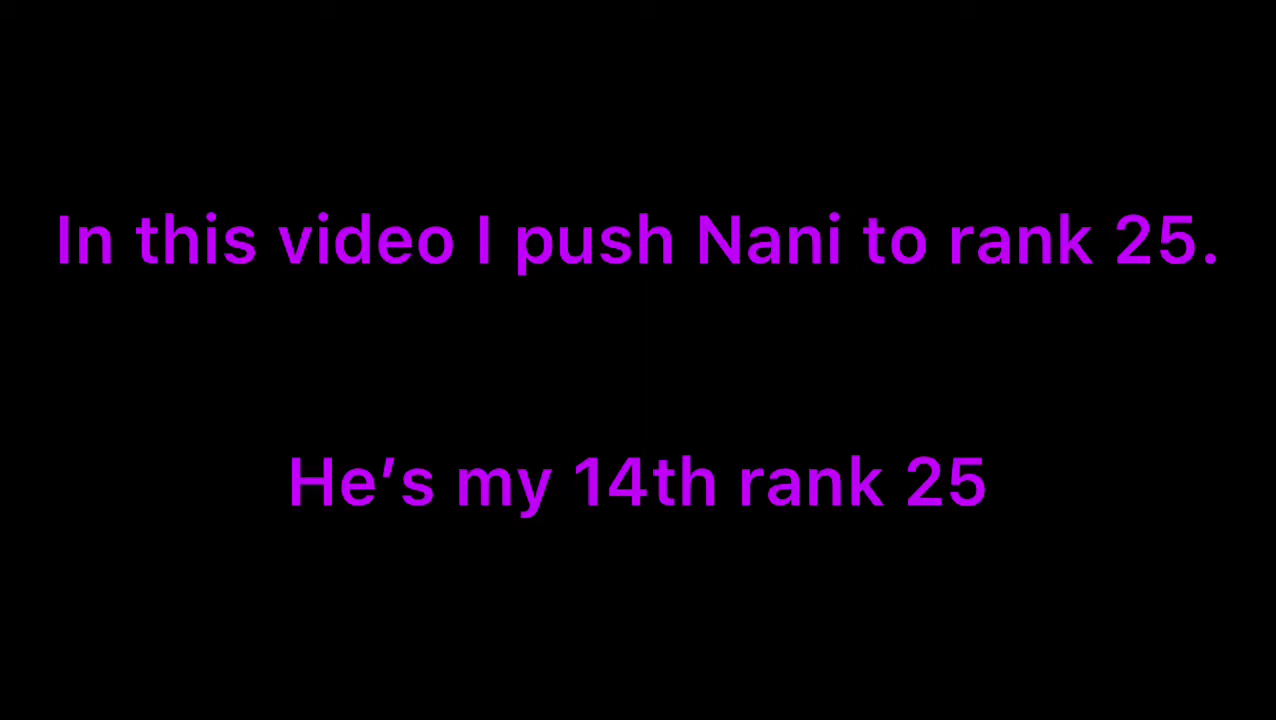 In this video I push Nani to rank 25.
He’s my 14th rank 25